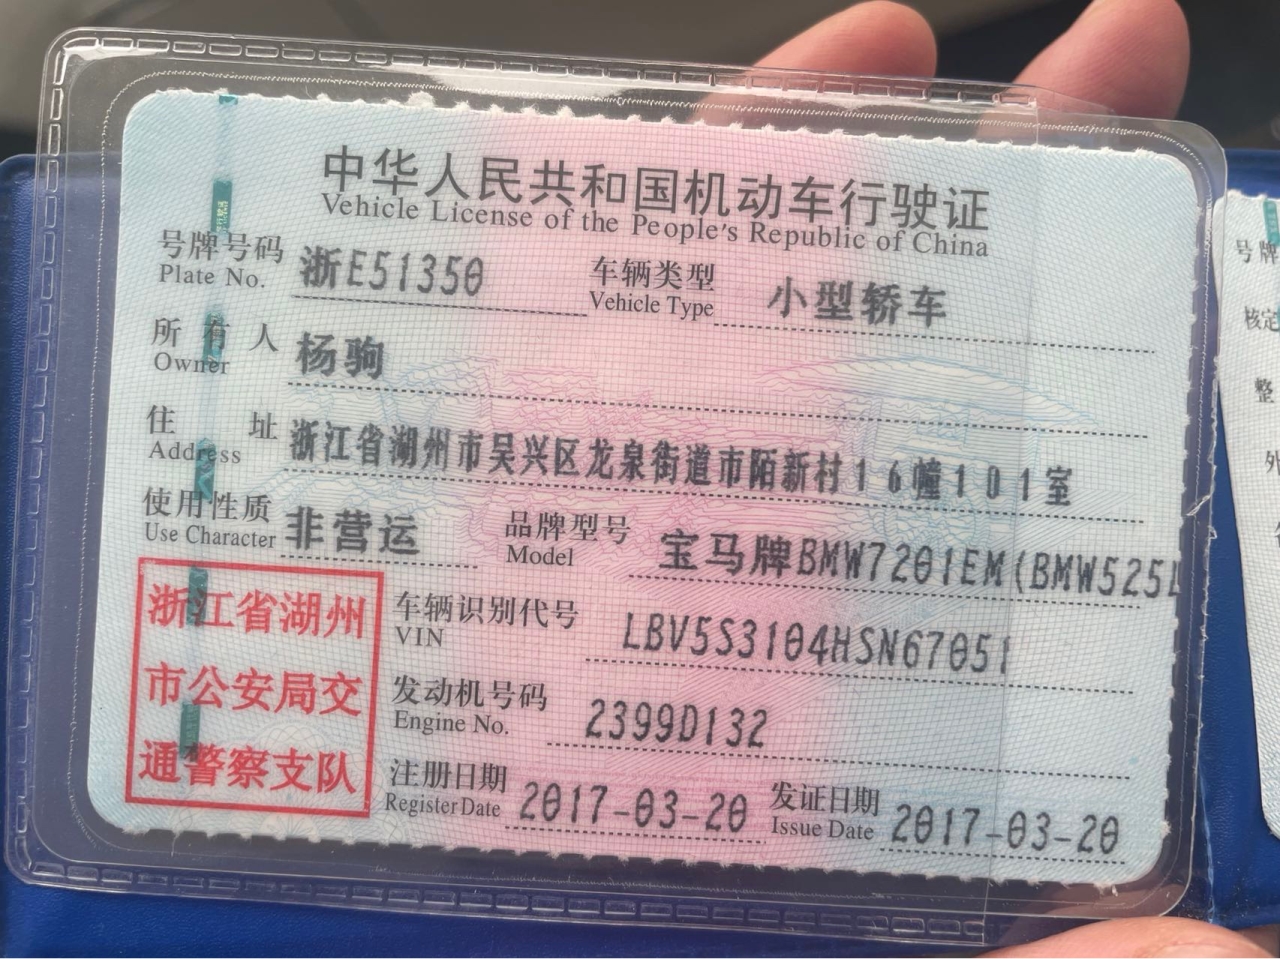 中华人民共和国机动车行驶证
Vehicle License of the People's Republic of China
号牌号码 浙E51350 车辆类型 小型轿车
Plate No. Vehicle Type
所有人 杨驹
Owner
住址 浙江省湖州市吴兴区龙泉街道市陌新村16幢101室
Address
使用性质 非营运 品牌型号 宝马牌BMW7201EM(BMW525L
Use Character Model
浙江省湖州
市公安局交
通警察支队
车辆识别代号 LBV5S3104HSN67051
VIN
发动机号码 2399D132
Engine No.
注册日期 2017-03-20 发证日期 2017-03-20
Register Date Issue Date
号牌
核定
整
外